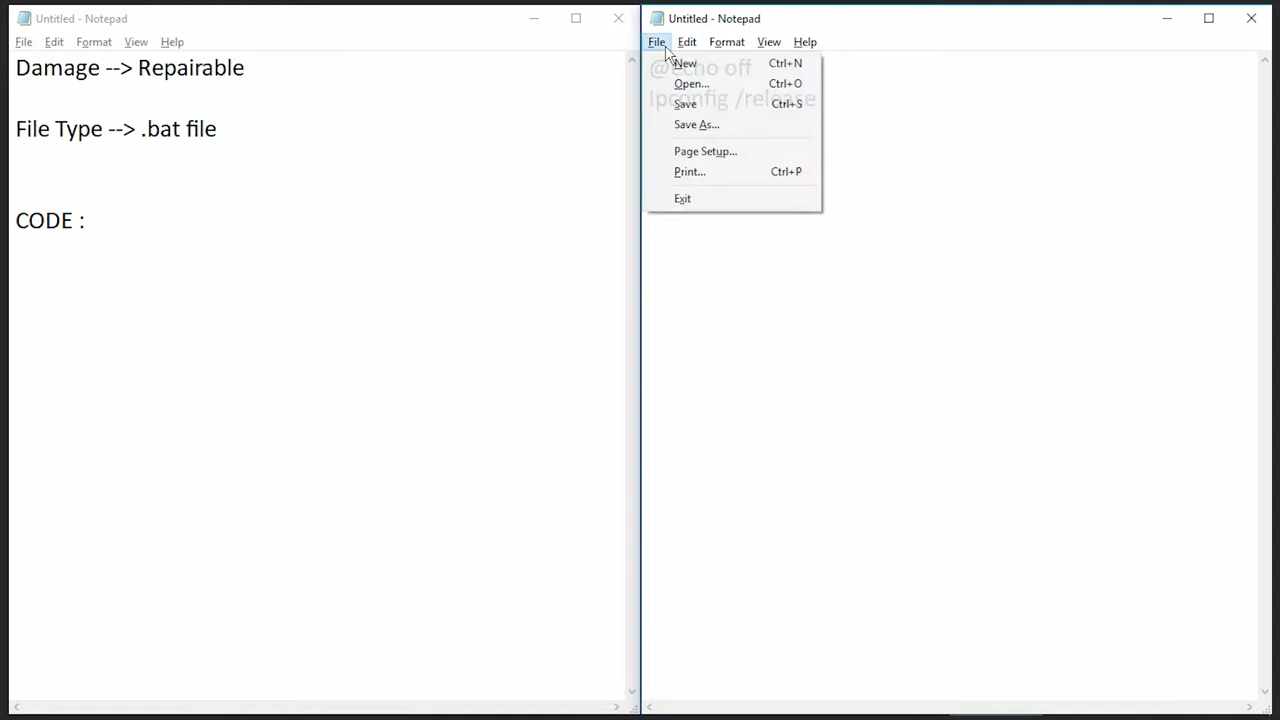 Untitled - Notepad
File Edit Format View Help
Damage --> Repairable
File Type --> .bat file
CODE :
Untitled - Notepad
File Edit Format View Help
@echo off
Ipconfig /release
New Ctrl+N
Open... Ctrl+O
Save Ctrl+S
Save As...
Page Setup...
Print... Ctrl+P
Exit